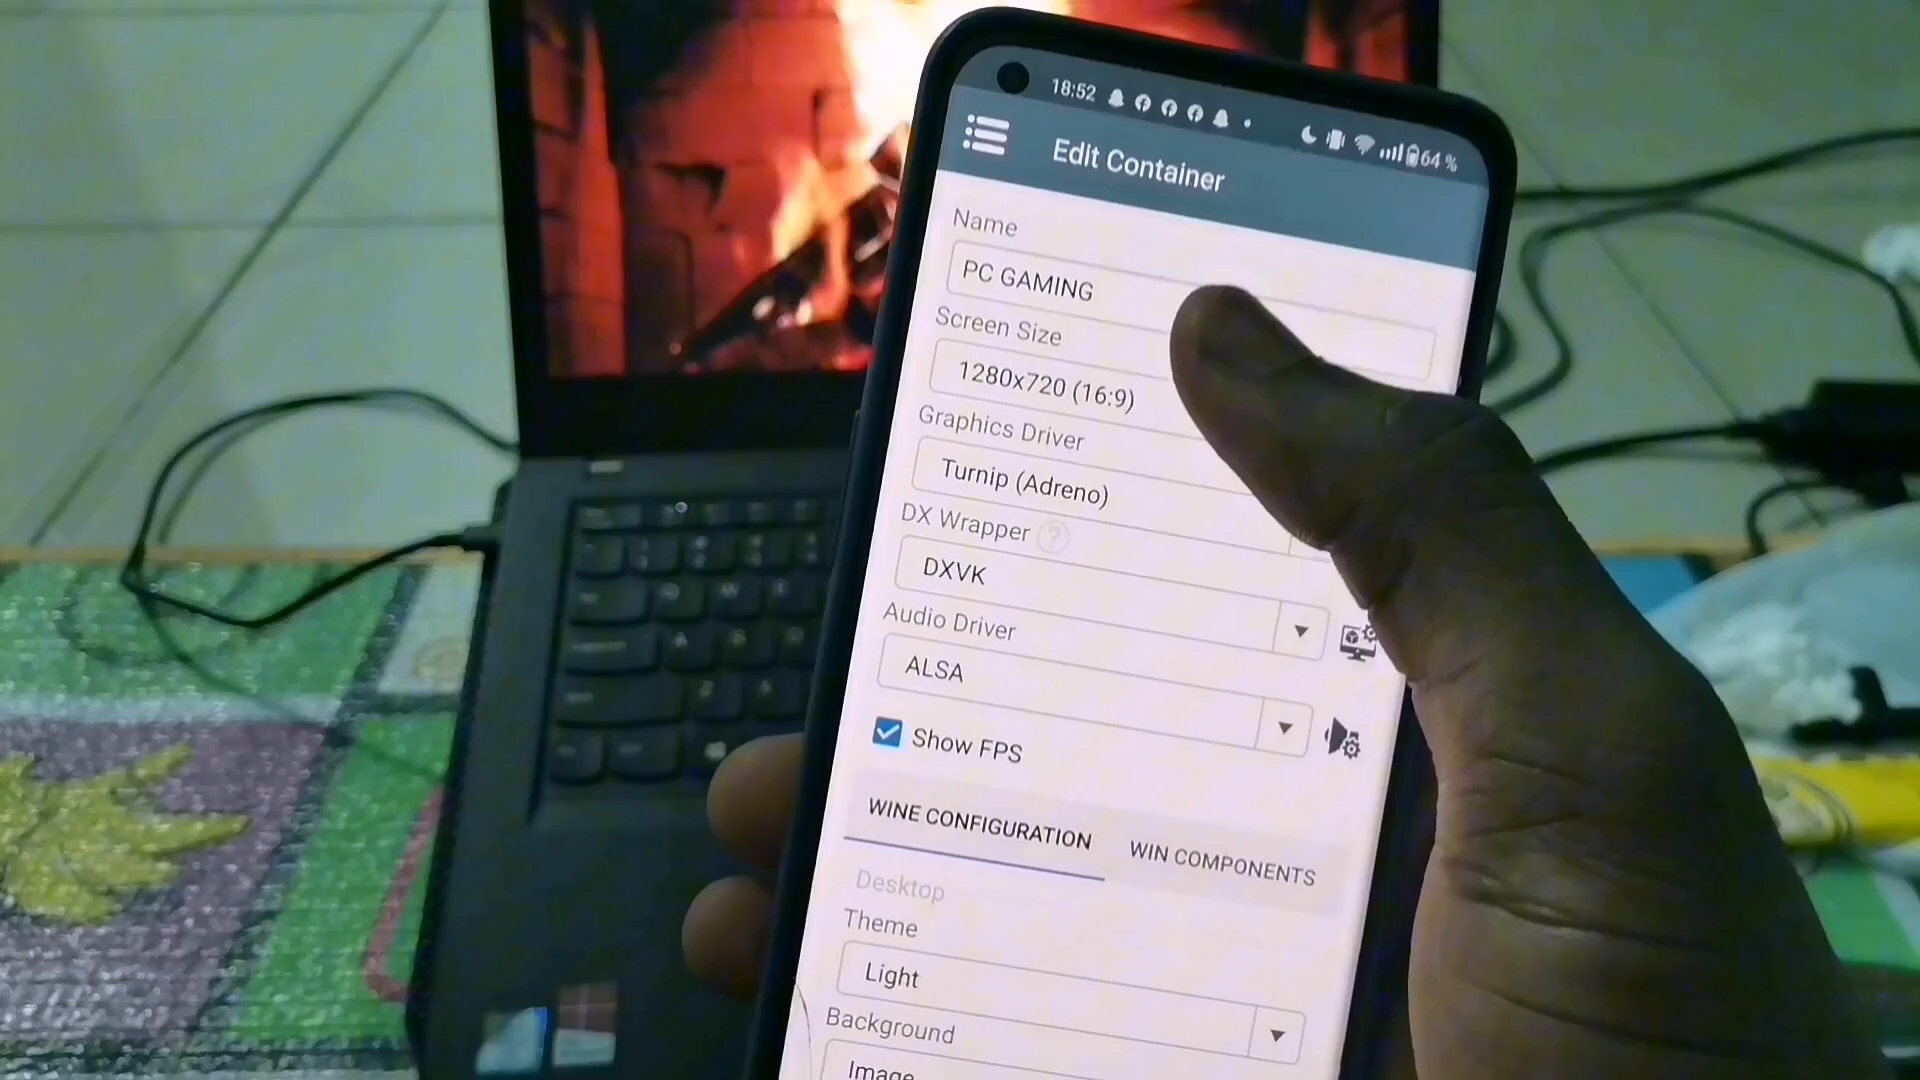 18:52
64 %
Edit Container
Name
PC GAMING
Screen Size
1280x720 (16:9)
Graphics Driver
Turnip (Adreno)
DX Wrapper ?
DXVK
Audio Driver
ALSA
Show FPS
WINE CONFIGURATION
WIN COMPONENTS
Desktop
Theme
Light
Background
Image